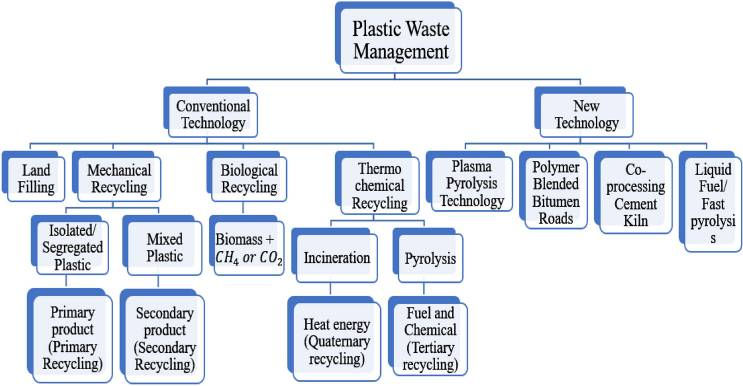 Plastic Waste
Management
Conventional
Technology
New
Technology
Land
Filling
Mechanical
Recycling
Biological
Recycling
Thermo
chemical
Recycling
Plasma
Pyrolysis
Technology
Polymer
Blended
Bitumen
Roads
Co-
processing
Cement
Kiln
Liquid
Fuel/
Fast
pyrolysi
s
Isolated/
Segregated
Plastic
Mixed
Plastic
Biomass +
CH₄ or CO₂
Incineration
Pyrolysis
Primary
product
(Primary
Recycling)
Secondary
product
(Secondary
Recycling)
Heat energy
(Quaternary
recycling)
Fuel and
Chemical
(Tertiary
recycling)